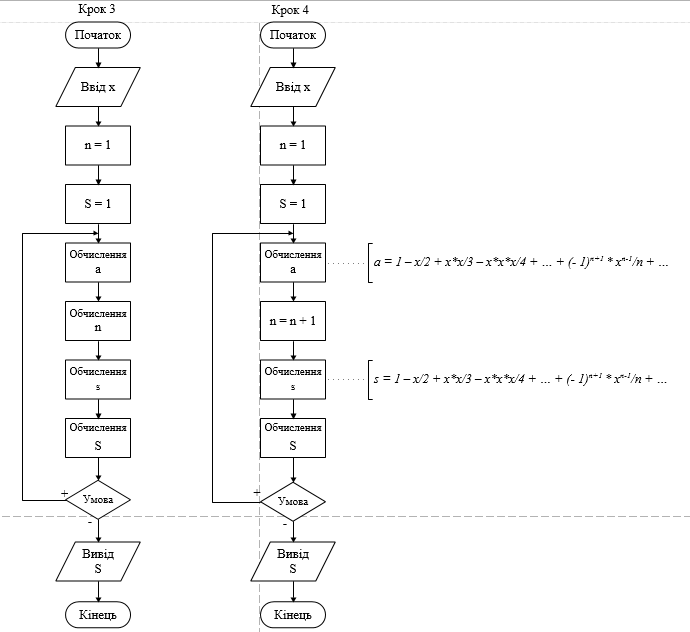 Крок 3
Початок
Ввід x
n = 1
S = 1
Обчислення
a
Обчислення
n
Обчислення
s
Обчислення
S
+
Умова
-
Вивід
S
Кінець
Крок 4
Початок
Ввід x
n = 1
S = 1
Обчислення
a
a = 1 – x/2 + x*x/3 – x*x*x/4 + … + (- 1)ⁿ⁺¹ * xⁿ⁻¹/n + …
n = n + 1
Обчислення
s
s = 1 – x/2 + x*x/3 – x*x*x/4 + … + (- 1)ⁿ⁺¹ * xⁿ⁻¹/n + …
Обчислення
S
+
Умова
-
Вивід
S
Кінець